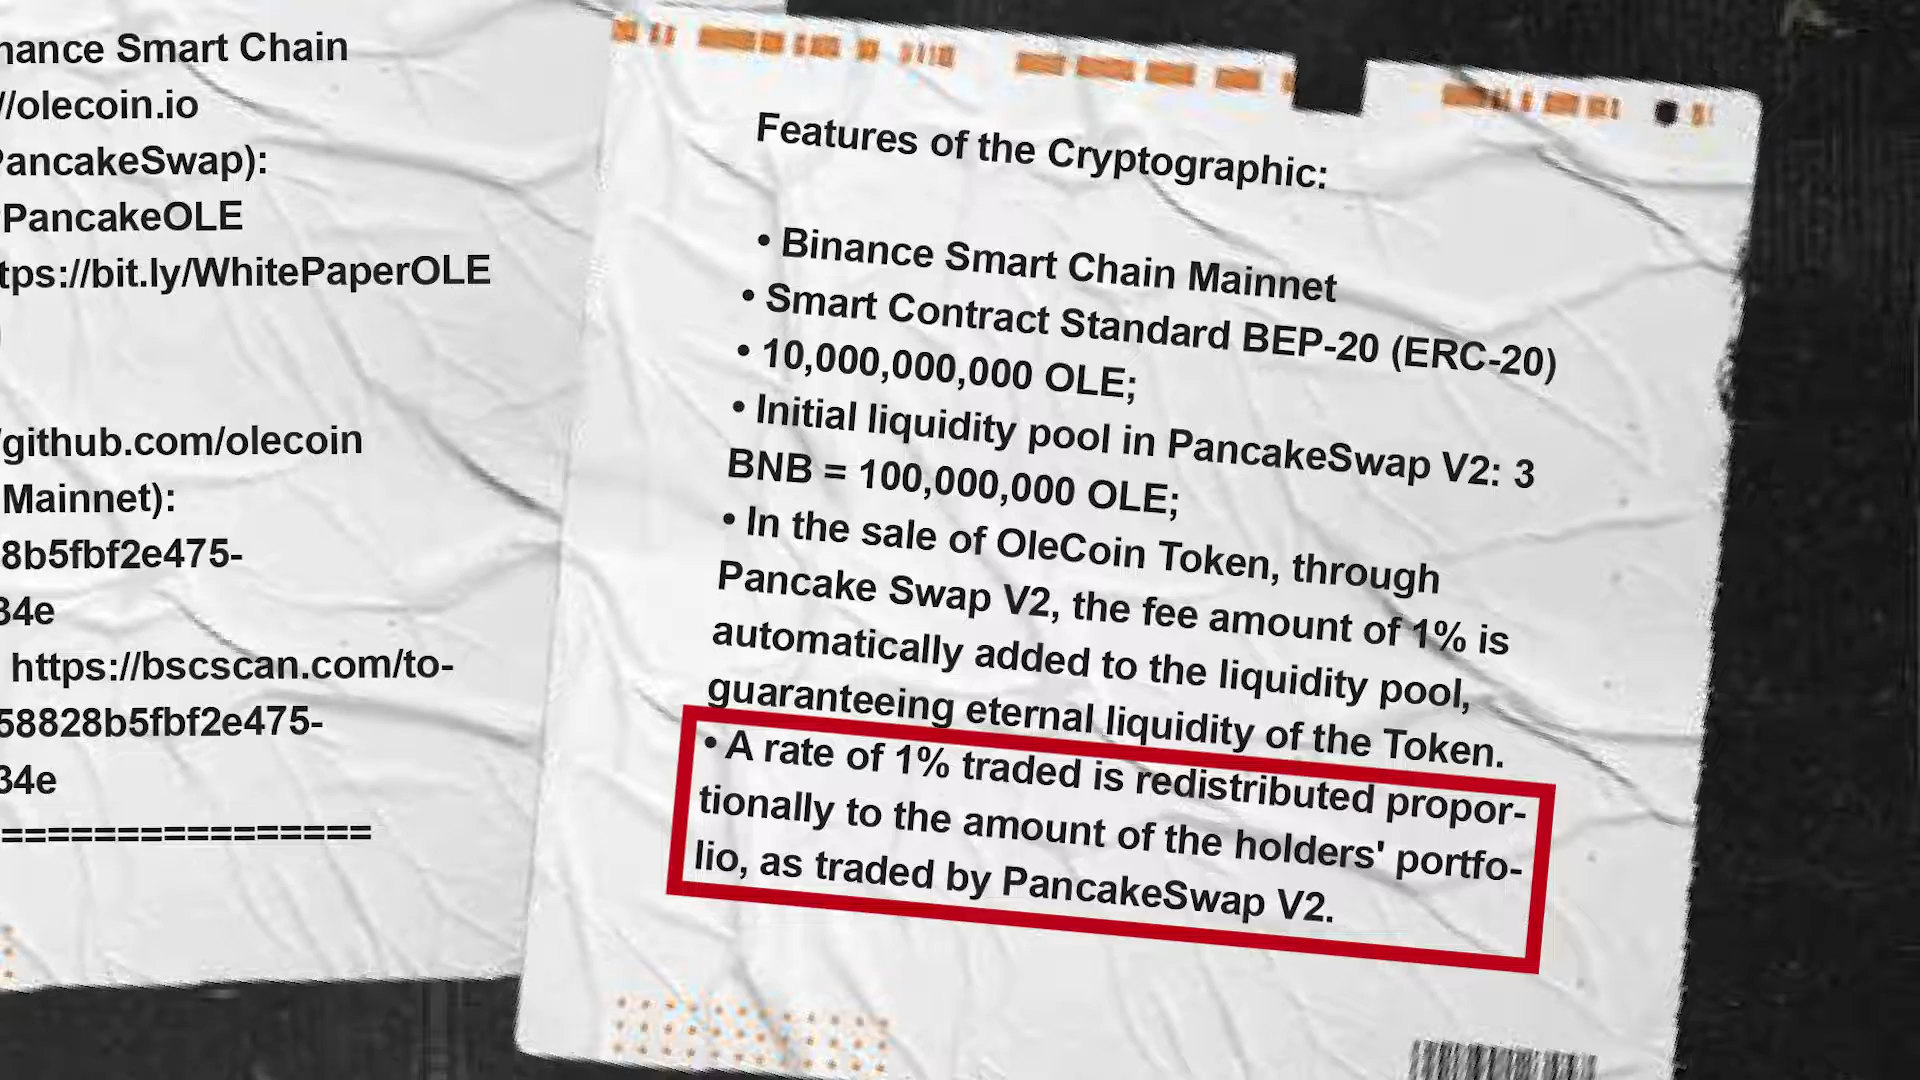 nance Smart Chain
//olecoin.io
PancakeSwap):
PancakeOLE
tps://bit.ly/WhitePaperOLE
)
/github.com/olecoin
Mainnet):
8b5fbf2e475-
34e
https://bscscan.com/to-
58828b5fbf2e475-
34e
================
Features of the Cryptographic:
• Binance Smart Chain Mainnet
• Smart Contract Standard BEP-20 (ERC-20)
• 10,000,000,000 OLE;
• Initial liquidity pool in PancakeSwap V2: 3
BNB = 100,000,000 OLE;
• In the sale of OleCoin Token, through
Pancake Swap V2, the fee amount of 1% is
automatically added to the liquidity pool,
guaranteeing eternal liquidity of the Token.
• A rate of 1% traded is redistributed propor-
tionally to the amount of the holders' portfo-
lio, as traded by PancakeSwap V2.